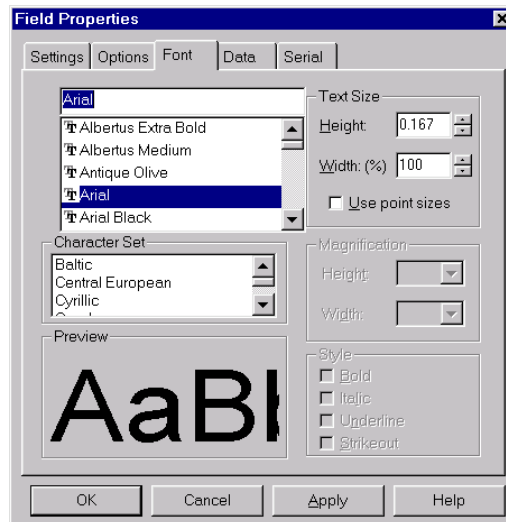 Field Properties
Settings Options Font Data Serial
Arial
Albertus Extra Bold
Albertus Medium
Antique Olive
Arial
Arial Black
Text Size
Height: 0.167
Width: (%) 100
Use point sizes
Character Set
Baltic
Central European
Cyrillic
Magnification
Height:
Width:
Preview
AaBb
Style
Bold
Italic
Underline
Strikeout
OK Cancel Apply Help